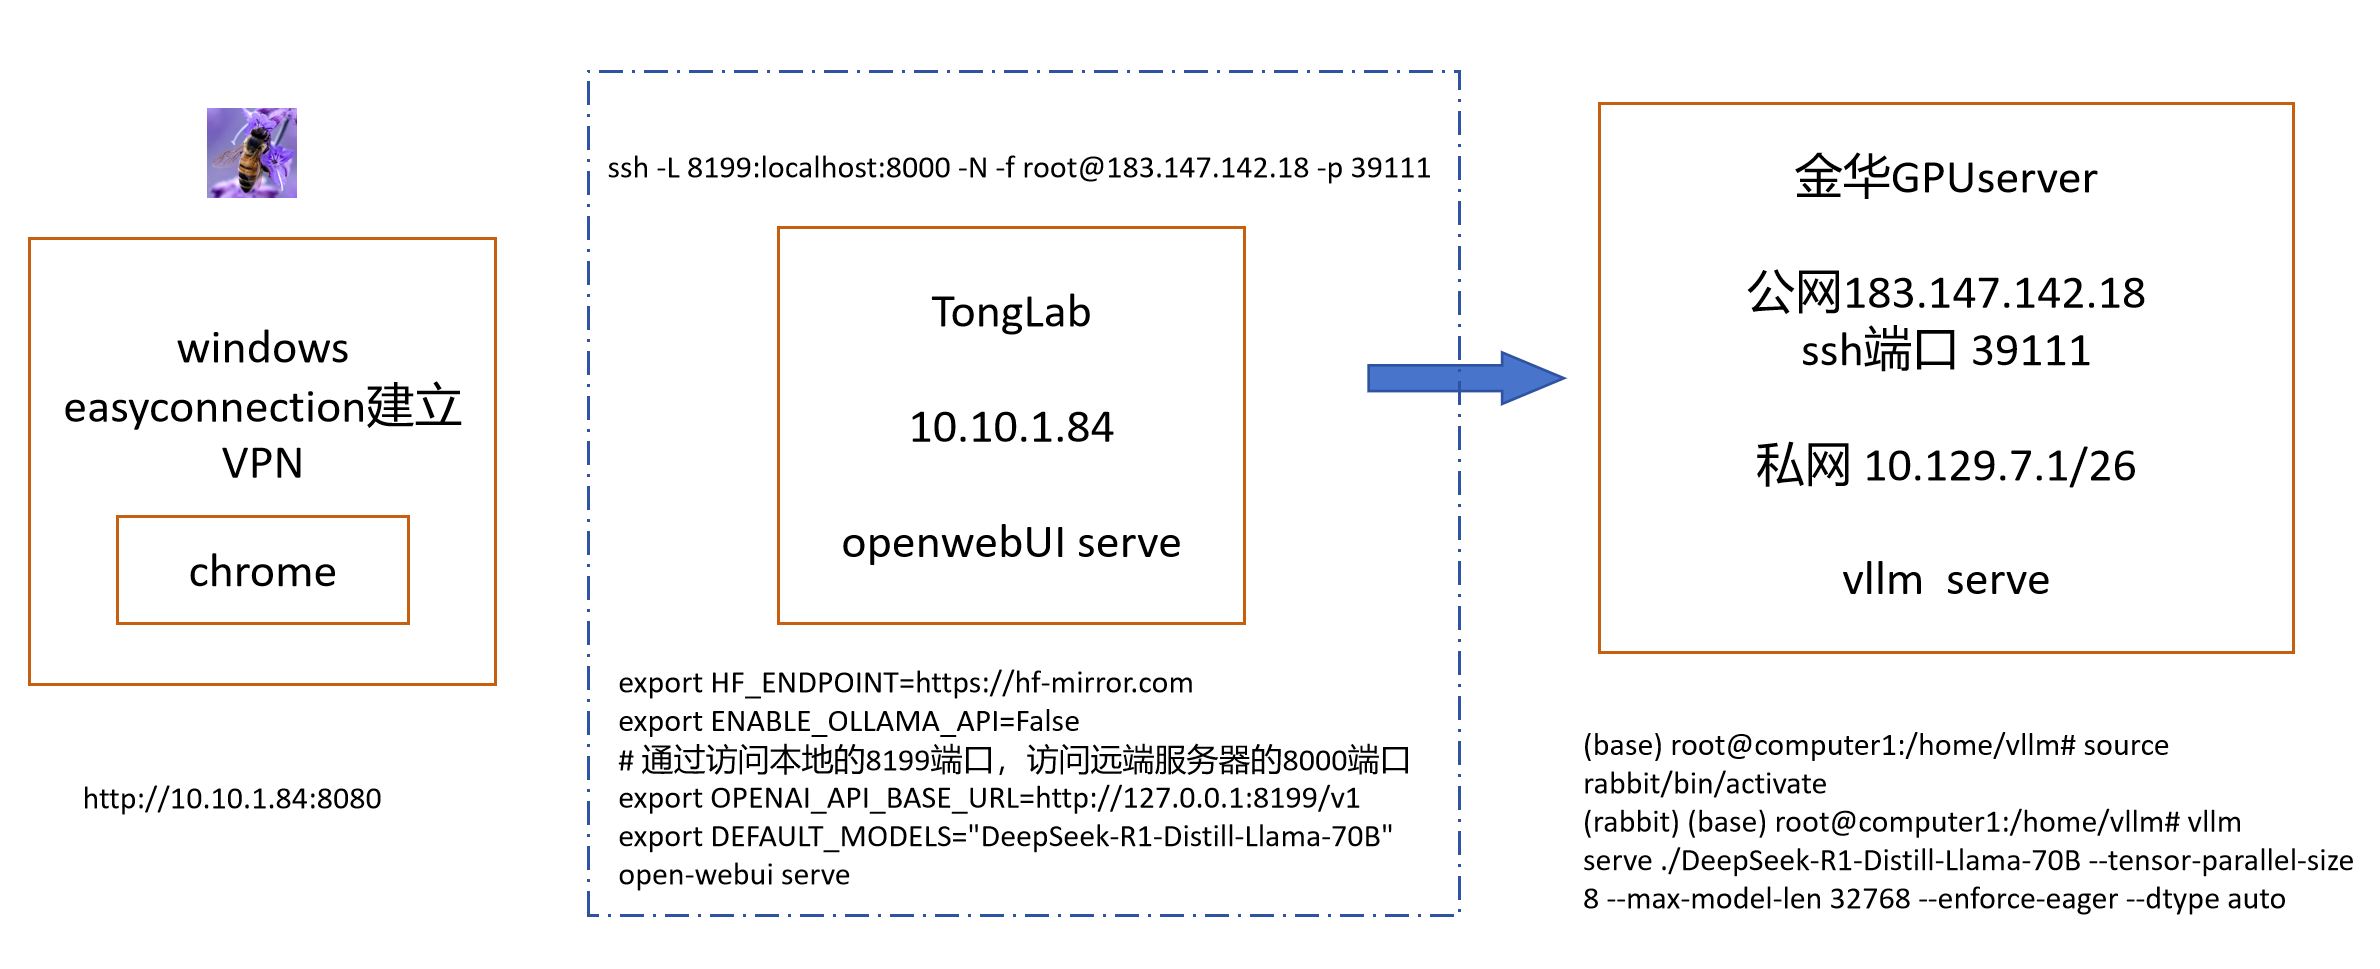 windows
easyconnection建立
VPN
chrome
http://10.10.1.84:8080
ssh -L 8199:localhost:8000 -N -f root@183.147.142.18 -p 39111
TongLab
10.10.1.84
openwebUI serve
export HF_ENDPOINT=https://hf-mirror.com
export ENABLE_OLLAMA_API=False
# 通过访问本地的8199端口，访问远端服务器的8000端口
export OPENAI_API_BASE_URL=http://127.0.0.1:8199/v1
export DEFAULT_MODELS="DeepSeek-R1-Distill-Llama-70B"
open-webui serve
金华GPUserver
公网183.147.142.18
ssh端口 39111
私网 10.129.7.1/26
vllm  serve
(base) root@computer1:/home/vllm# source
rabbit/bin/activate
(rabbit) (base) root@computer1:/home/vllm# vllm
serve ./DeepSeek-R1-Distill-Llama-70B --tensor-parallel-size
8 --max-model-len 32768 --enforce-eager --dtype auto